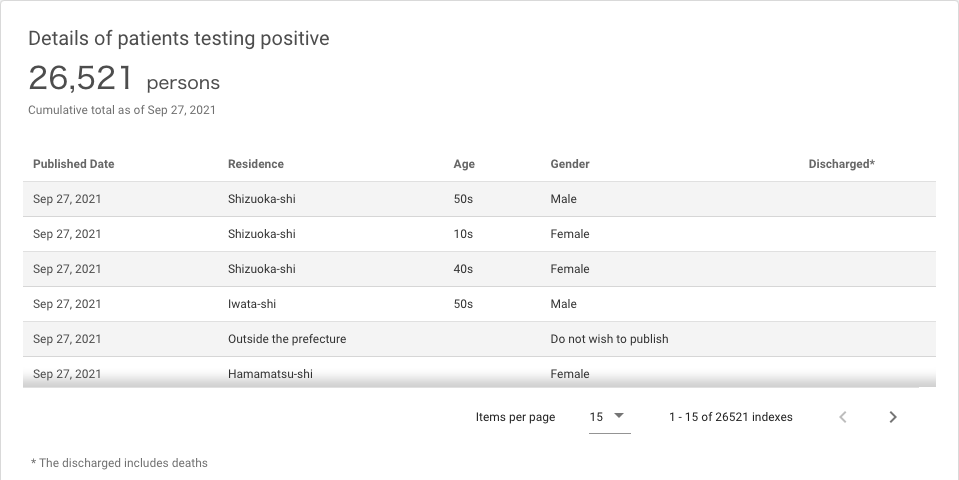 Details of patients testing positive
26,521 persons
Cumulative total as of Sep 27, 2021
Published Date Residence Age Gender Discharged*
Sep 27, 2021 Shizuoka-shi 50s Male
Sep 27, 2021 Shizuoka-shi 10s Female
Sep 27, 2021 Shizuoka-shi 40s Female
Sep 27, 2021 Iwata-shi 50s Male
Sep 27, 2021 Outside the prefecture Do not wish to publish
Sep 27, 2021 Hamamatsu-shi Female
Items per page 15 1 - 15 of 26521 indexes
* The discharged includes deaths